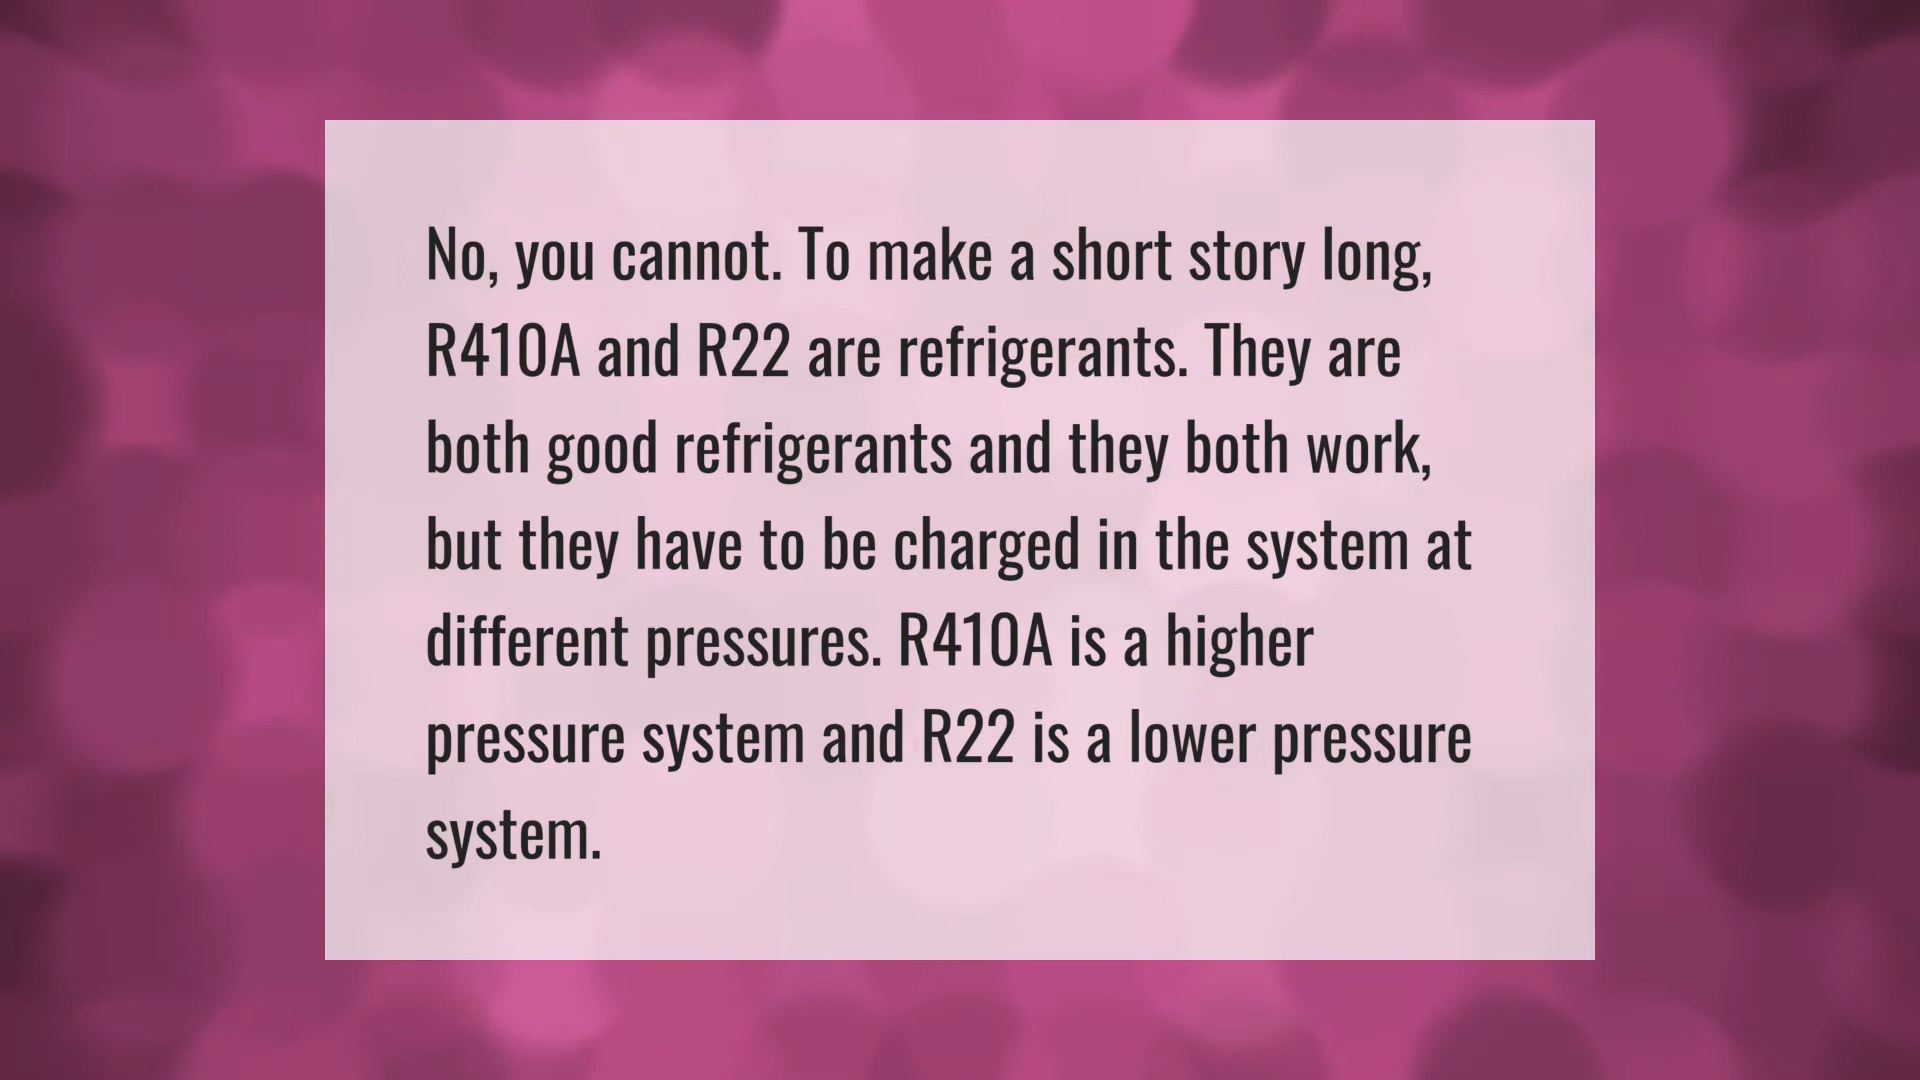 No, you cannot. To make a short story long,
R410A and R22 are refrigerants. They are
both good refrigerants and they both work,
but they have to be charged in the system at
different pressures. R410A is a higher
pressure system and R22 is a lower pressure
system.